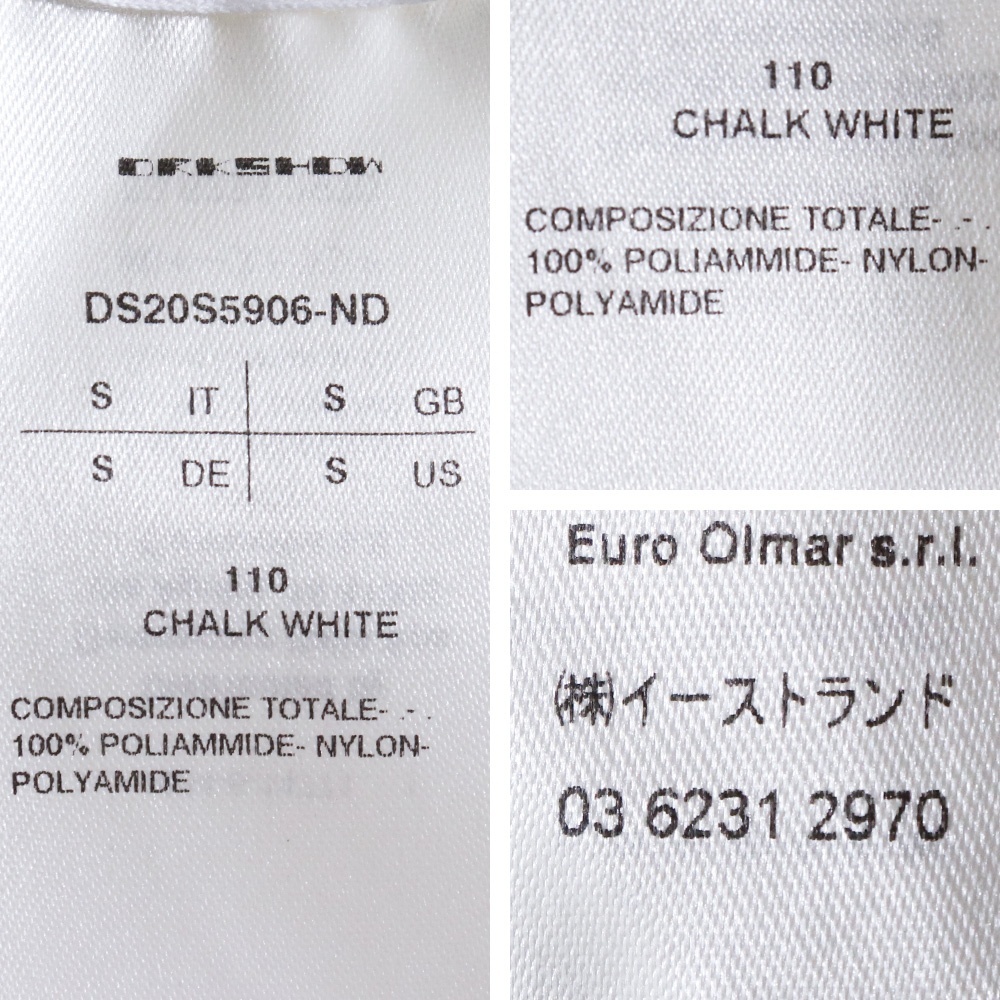 DRKSHDW
DS20S5906-ND
S IT S GB
S DE S US
110
CHALK WHITE
COMPOSIZIONE TOTALE- .- .
100% POLIAMMIDE- NYLON-
POLYAMIDE
110
CHALK WHITE
COMPOSIZIONE TOTALE- .- .
100% POLIAMMIDE- NYLON-
POLYAMIDE
Euro Olmar s.r.l.
(株)イーストランド
03 6231 2970